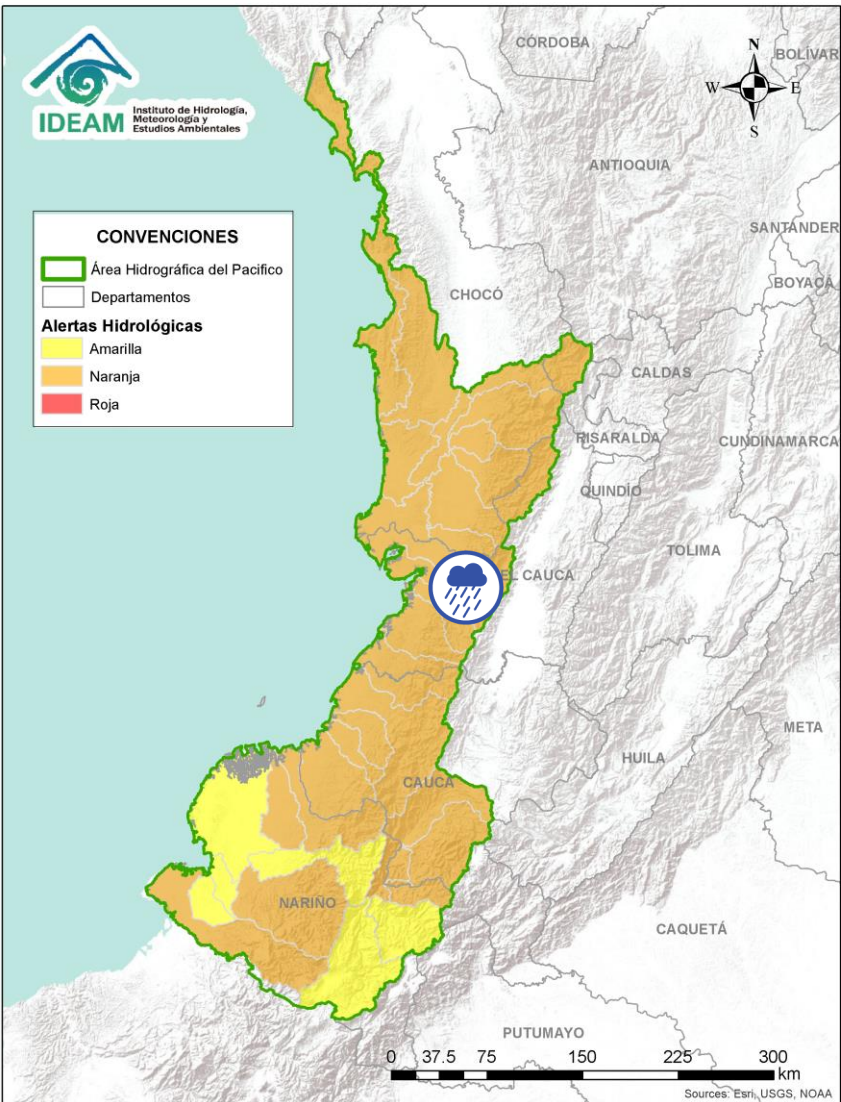 IDEAM
Instituto de Hidrología,
Meteorología y
Estudios Ambientales
CÓRDOBA
BOLÍVAR
N
W
E
S
ANTIOQUIA
SANTANDER
BOYACÁ
CONVENCIONES
Área Hidrográfica del Pacifico
Departamentos
Alertas Hidrológicas
Amarilla
Naranja
Roja
CHOCÓ
CALDAS
RISARALDA
CUNDINAMARCA
QUINDÍO
TOLIMA
EL CAUCA
META
HUILA
CAUCA
NARIÑO
CAQUETÁ
PUTUMAYO
0 37.5 75 150 225 300
km
Sources: Esri, USGS, NOAA